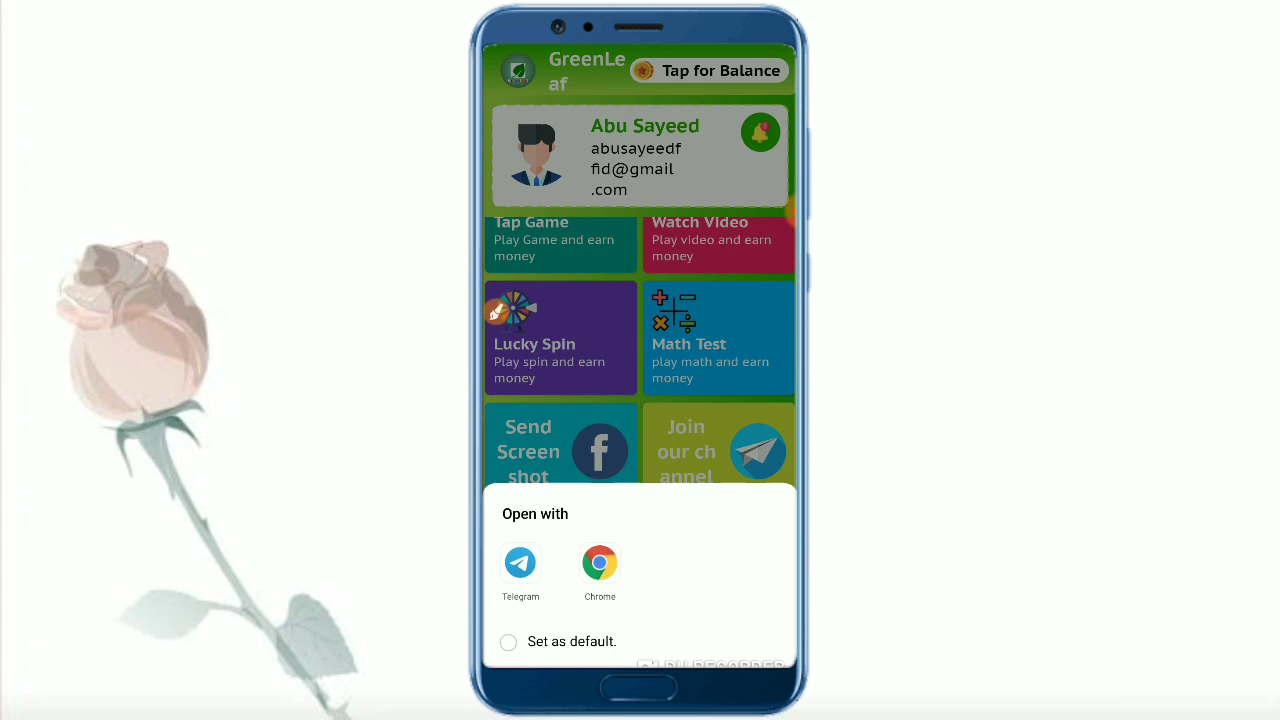 GreenLe
af
Tap for Balance
Abu Sayeed
abusayeedf
fid@gmail
.com
Tap Game
Play Game and earn
money
Watch Video
Play video and earn
money
Lucky Spin
Play spin and earn
money
Math Test
play math and earn
money
Send
Screen
shot
Join
our ch
annel
Open with
Telegram
Chrome
Set as default.
DU RECORDER